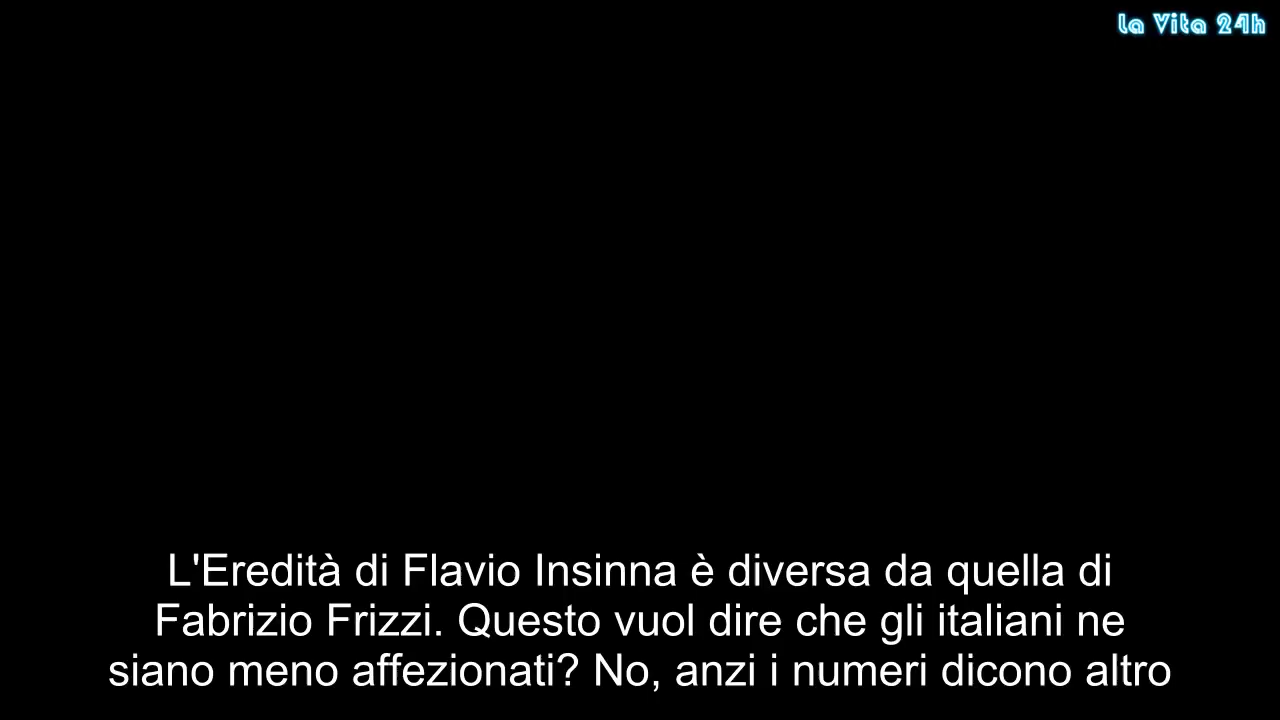 La Vita 24h
L'Eredità di Flavio Insinna è diversa da quella di
Fabrizio Frizzi. Questo vuol dire che gli italiani ne
siano meno affezionati? No, anzi i numeri dicono altro